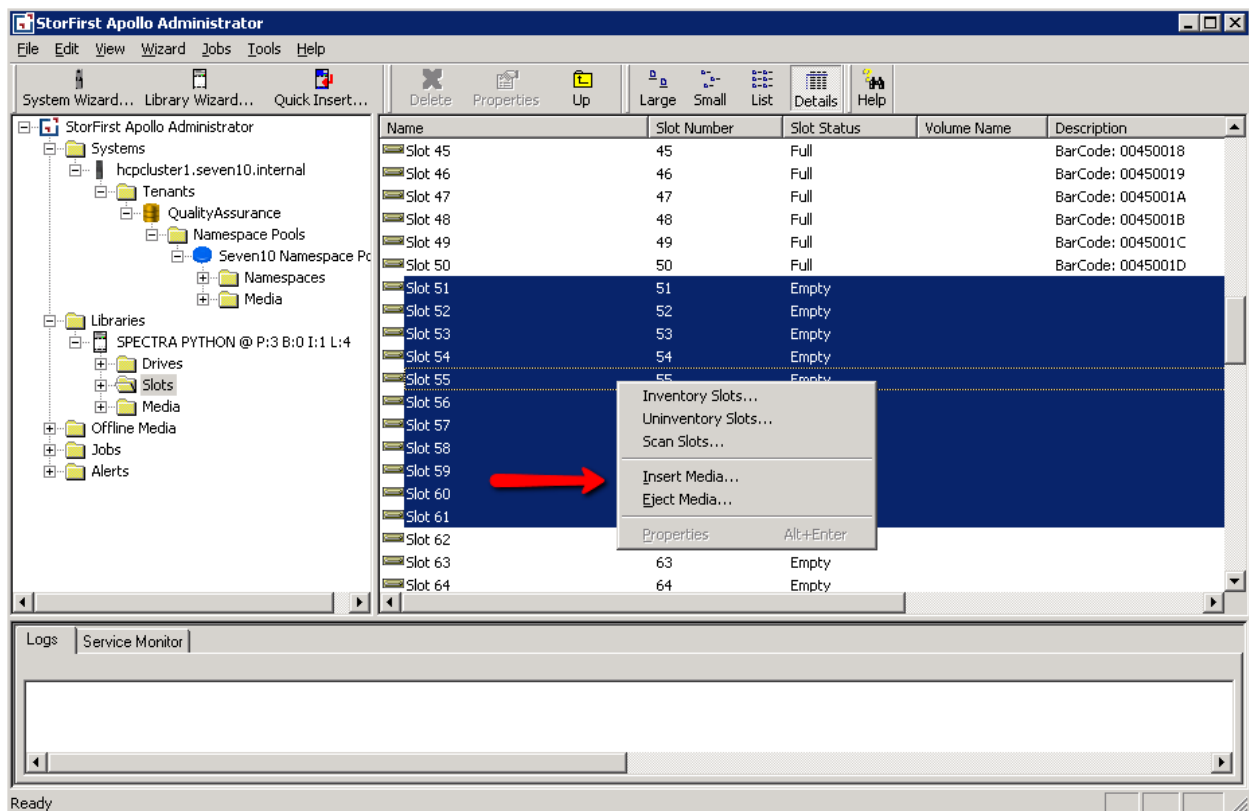 StorFirst Apollo Administrator
File Edit View Wizard Jobs Tools Help
System Wizard... Library Wizard... Quick Insert... Delete Properties Up Large Small List Details Help
StorFirst Apollo Administrator
Systems
hcpcluster1.seven10.internal
Tenants
QualityAssurance
Namespace Pools
Seven10 Namespace Po
Namespaces
Media
Libraries
SPECTRA PYTHON @ P:3 B:0 I:1 L:4
Drives
Slots
Media
Offline Media
Jobs
Alerts
Name Slot Number Slot Status Volume Name Description
Slot 45 45 Full BarCode: 00450018
Slot 46 46 Full BarCode: 00450019
Slot 47 47 Full BarCode: 0045001A
Slot 48 48 Full BarCode: 0045001B
Slot 49 49 Full BarCode: 0045001C
Slot 50 50 Full BarCode: 0045001D
Slot 51 51 Empty
Slot 52 52 Empty
Slot 53 53 Empty
Slot 54 54 Empty
Slot 55 55 Empty
Slot 56
Slot 57
Slot 58
Slot 59
Slot 60
Slot 61
Slot 62
Slot 63 63 Empty
Slot 64 64 Empty
Inventory Slots...
Uninventory Slots...
Scan Slots...
Insert Media...
Eject Media...
Properties Alt+Enter
Logs Service Monitor
Ready